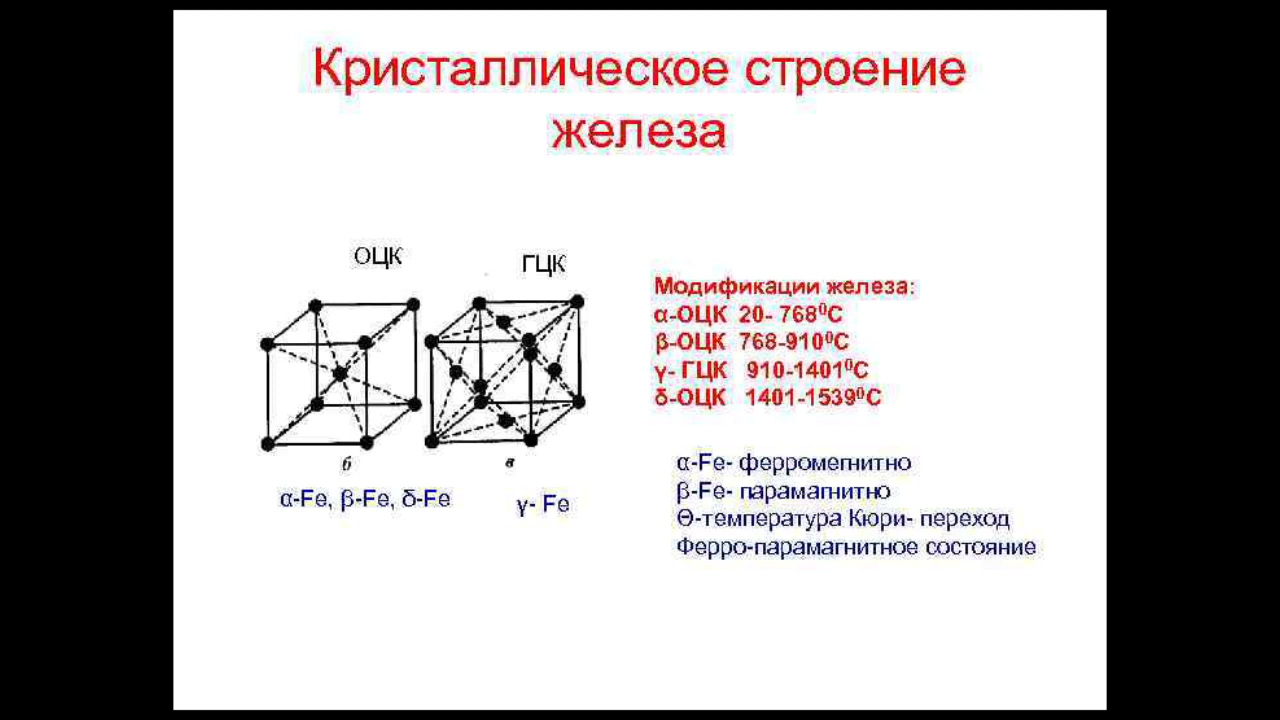 Кристаллическое строение
железа
ОЦК
ГЦК
б
в
α-Fe, β-Fe, δ-Fe
γ- Fe
Модификации железа:
α-ОЦК 20- 768⁰С
β-ОЦК 768-910⁰С
γ- ГЦК 910-1401⁰С
δ-ОЦК 1401-1539⁰С
α-Fe- ферромегнитно
β-Fe- парамагнитно
Θ-температура Кюри- переход
Ферро-парамагнитное состояние